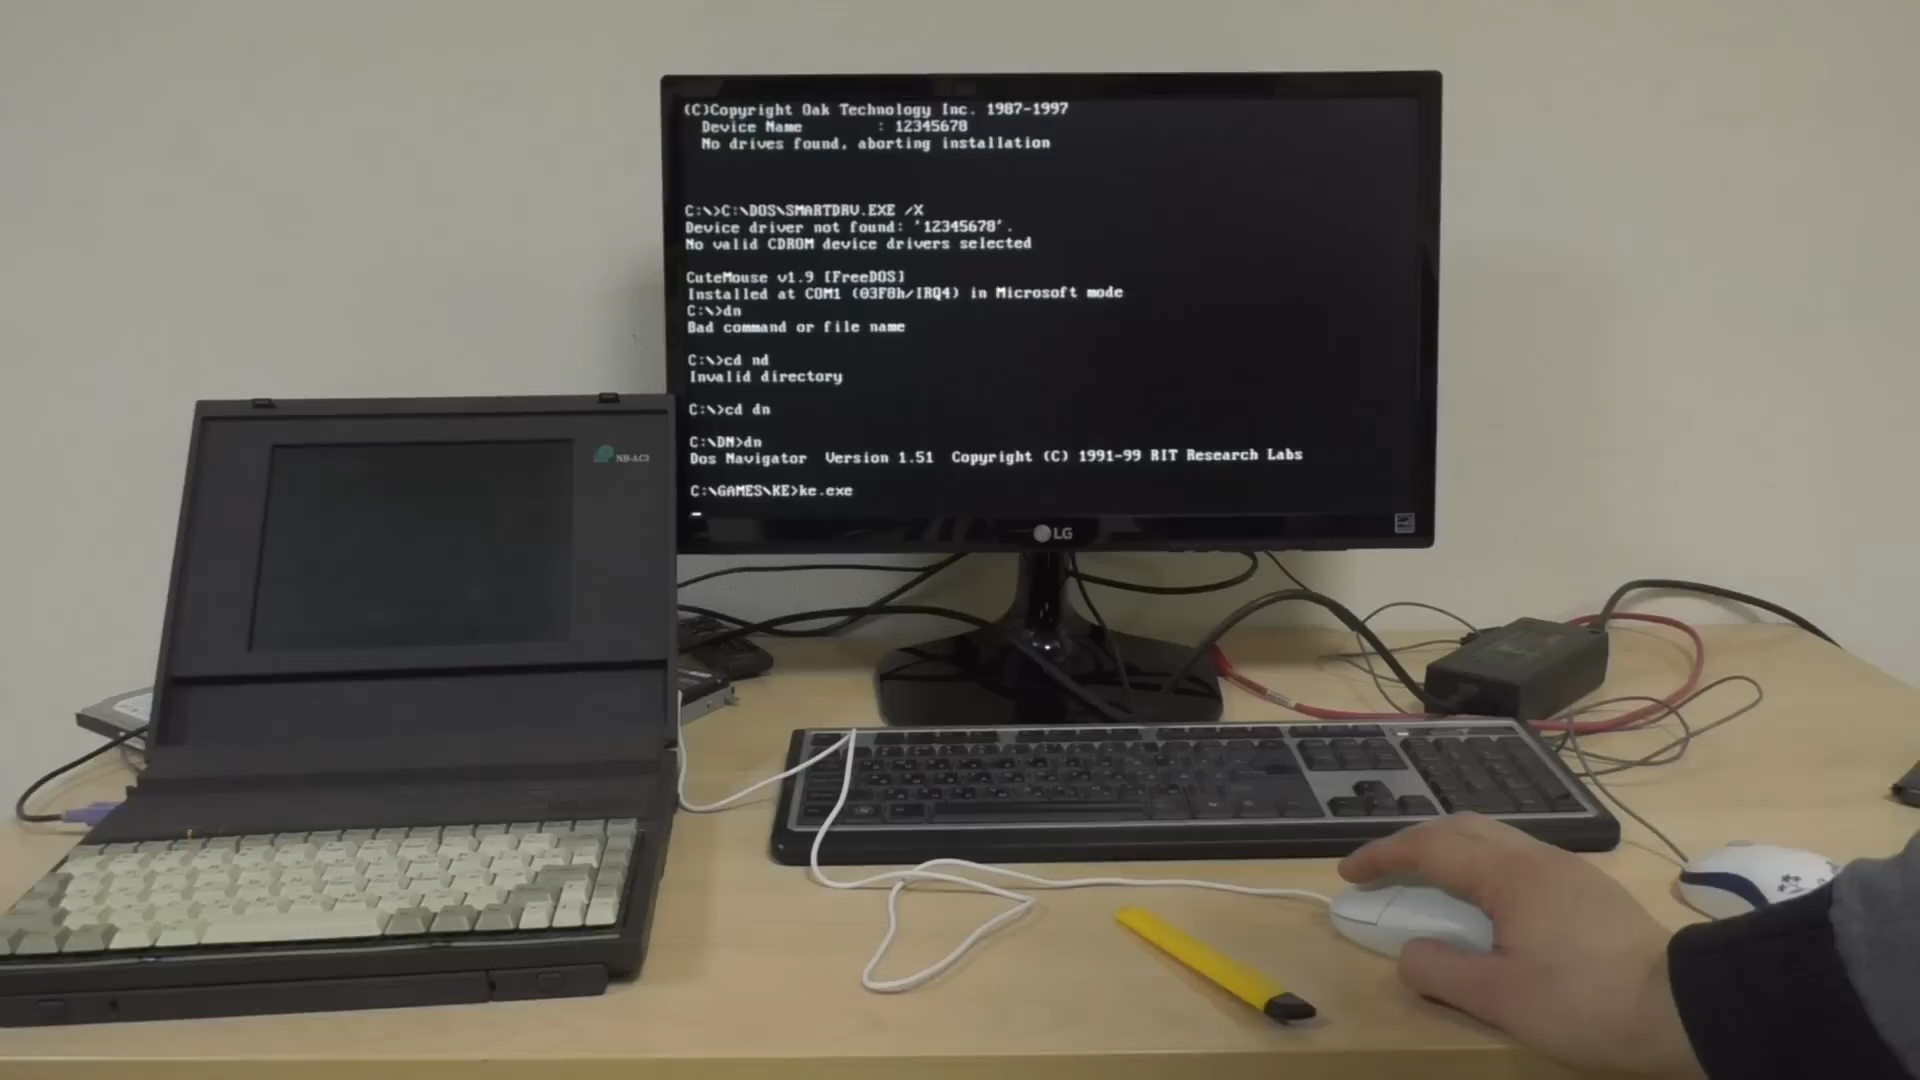 (C)Copyright Oak Technology Inc. 1987-1997
Device Name : 12345678
No drives found, aborting installation
C:\>C:\DOS\SMARTDRV.EXE /X
Device driver not found: '12345678'.
No valid CDROM device drivers selected
CuteMouse v1.9 [FreeDOS]
Installed at COM1 (03F8h/IRQ4) in Microsoft mode
C:\>dn
Bad command or file name
C:\>cd nd
Invalid directory
C:\>cd dn
C:\DN>dn
Dos Navigator Version 1.51 Copyright (C) 1991-99 RIT Research Labs
C:\GAMES\KE>ke.exe
LG
NB-AC3